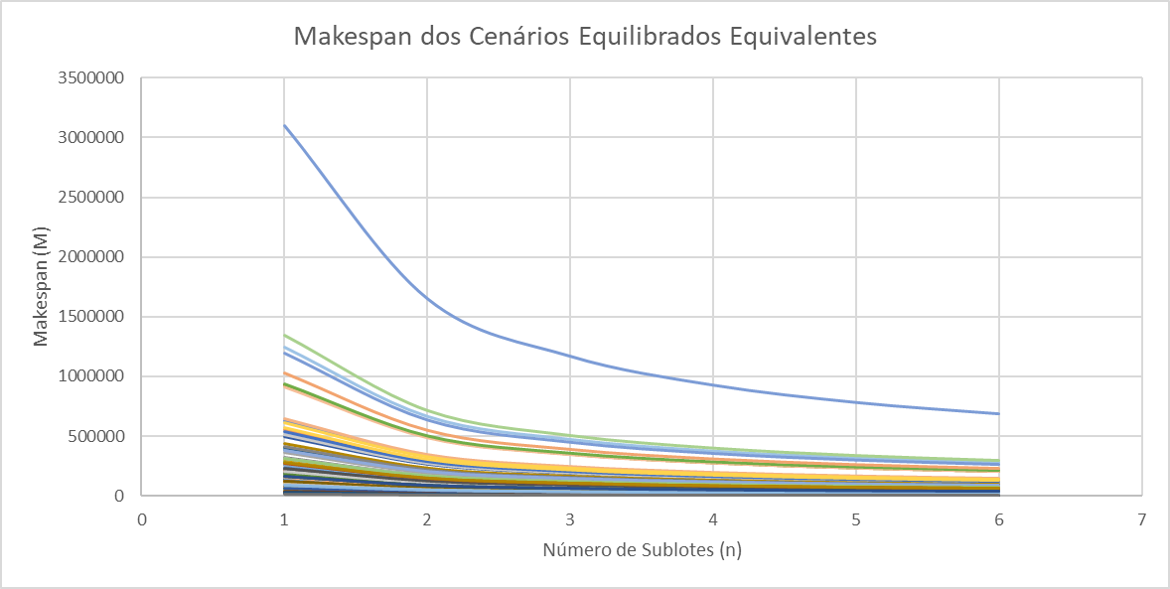 Makespan dos Cenários Equilibrados Equivalentes
3500000
3000000
2500000
2000000
1500000
1000000
500000
0
Makespan (M)
0 1 2 3 4 5 6 7
Número de Sublotes (n)